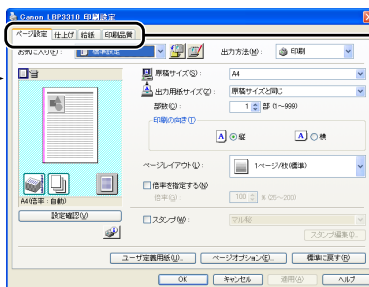 Canon LBP3310 印刷設定
ページ設定 仕上げ 給紙 印刷品質
お気に入り(F): 標準設定 出力方法(M): 印刷
原稿サイズ(S): A4
出力用紙サイズ(Z): 原稿サイズと同じ
部数(C): 1 部 (1~999)
印刷の向き(T)
A 縦 A 横
ページレイアウト(L): 1ページ/枚(標準)
倍率を指定する(N)
倍率(G): 100 % (25~200)
A4(倍率:自動)
設定確認(V)
スタンプ(W): マル秘
スタンプ編集(I)...
ユーザ定義用紙(U)... ページオプション(E)... 標準に戻す(R)
OK キャンセル 適用(A) ヘルプ